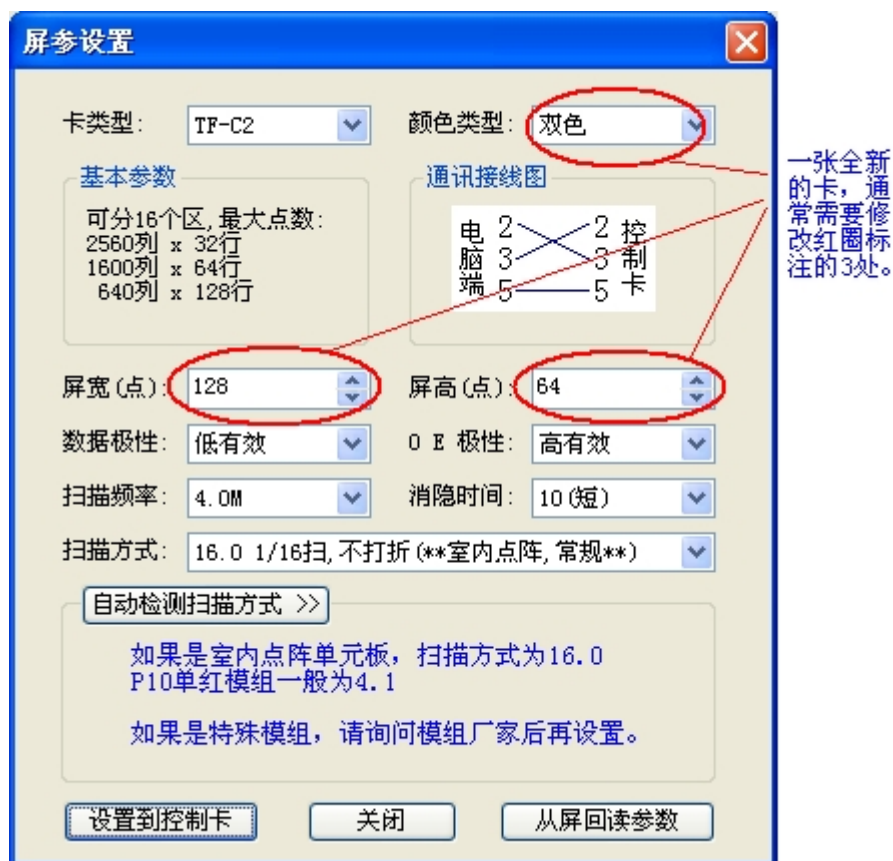 屏参设置
卡类型: TF-C2 颜色类型: 双色
基本参数
可分16个区,最大点数:
2560列 x 32行
1600列 x 64行
640列 x 128行
通讯接线图
电脑端 2 3 5 2 3 5 控制卡
一张全新
的卡，通
常需要修
改红圈标
注的3处。
屏宽(点): 128 屏高(点): 64
数据极性: 低有效 O E 极性: 高有效
扫描频率: 4.0M 消隐时间: 10(短)
扫描方式: 16.0 1/16扫,不打折(**室内点阵,常规**)
自动检测扫描方式 >>
如果是室内点阵单元板，扫描方式为16.0
P10单红模组一般为4.1
如果是特殊模组，请询问模组厂家后再设置。
设置到控制卡 关闭 从屏回读参数